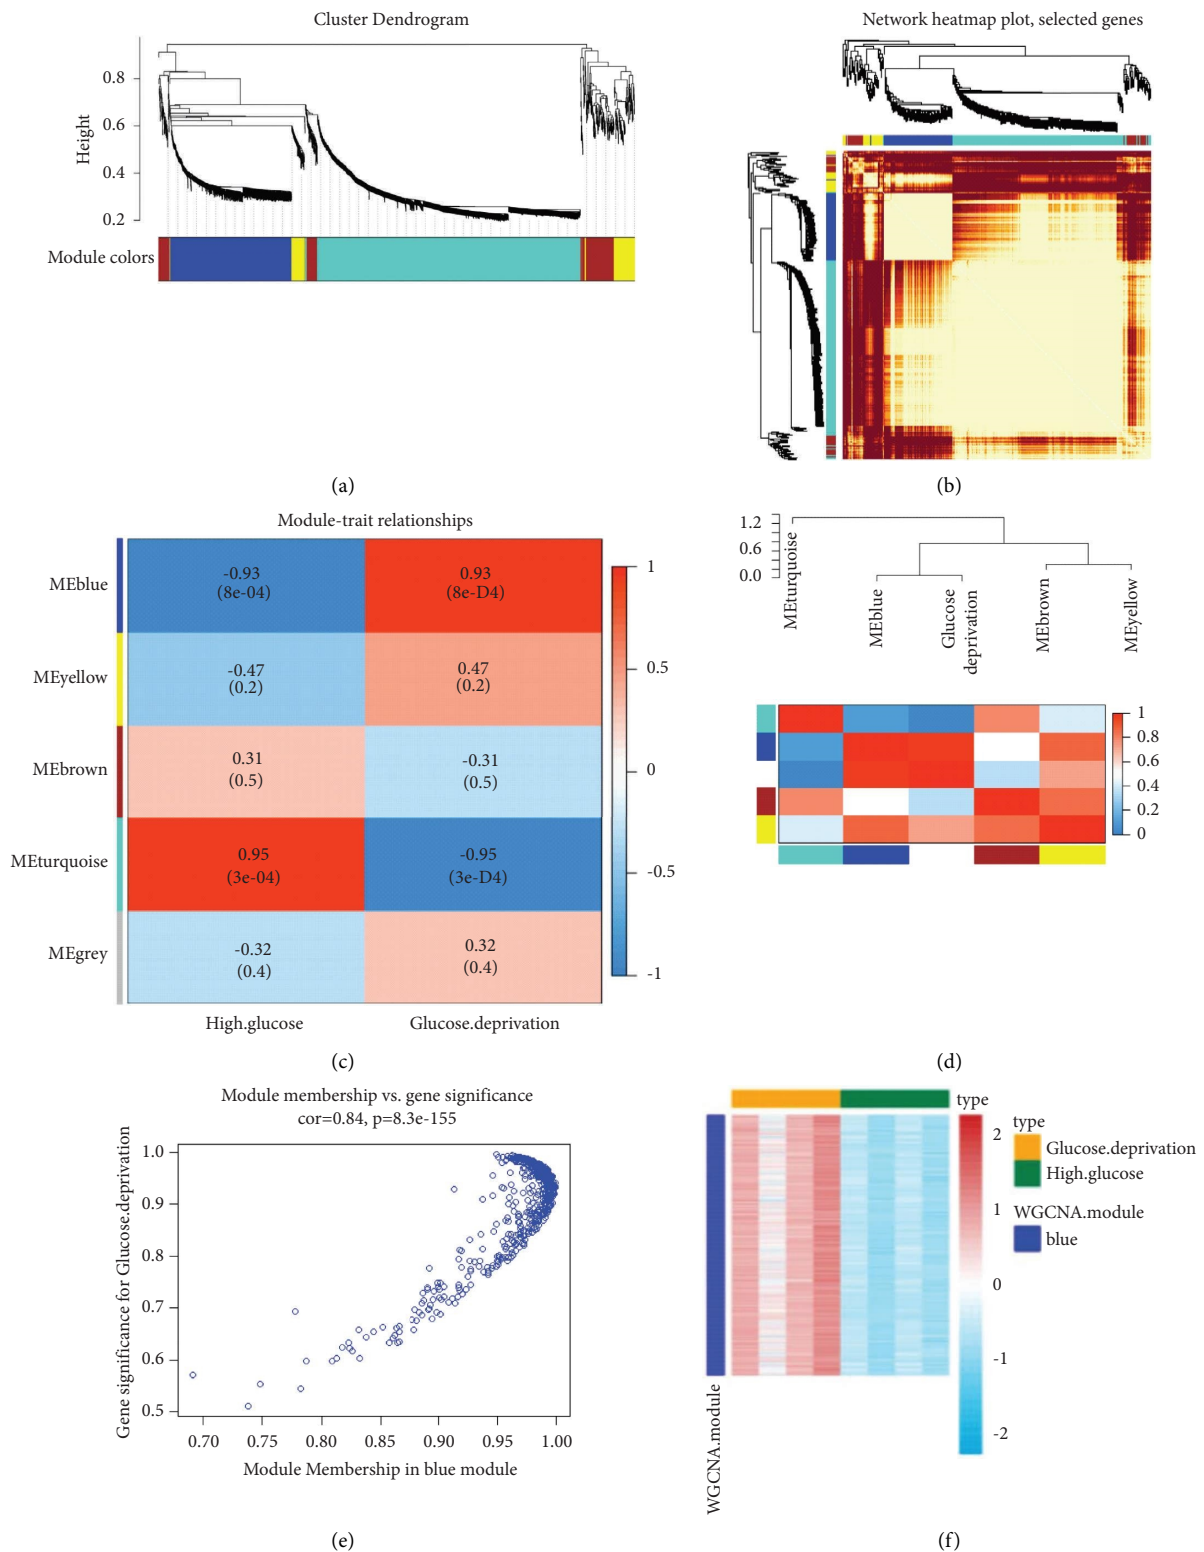 Cluster Dendrogram
Height
0.8
0.6
0.4
0.2
Module colors
(a)
Network heatmap plot, selected genes
(b)
Module-trait relationships
MEblue
MEyellow
MEbrown
MEturquoise
MEgrey
-0.93
(8e-04)
0.93
(8e-D4)
-0.47
(0.2)
0.47
(0.2)
0.31
(0.5)
-0.31
(0.5)
0.95
(3e-04)
-0.95
(3e-D4)
-0.32
(0.4)
0.32
(0.4)
1
0.5
0
-0.5
-1
High.glucose
Glucose.deprivation
(c)
1.2
0.6
0.0
MEturquoise
MEblue
Glucose
deprivation
MEbrown
MEyellow
1
0.8
0.6
0.4
0.2
0
(d)
Module membership vs. gene significance
cor=0.84, p=8.3e-155
Gene significance for Glucose.deprivation
1.0
0.9
0.8
0.7
0.6
0.5
0.70
0.75
0.80
0.85
0.90
0.95
1.00
Module Membership in blue module
(e)
type
2
1
0
-1
-2
type
Glucose.deprivation
High.glucose
WGCNA.module
blue
WGCNA.module
(f)